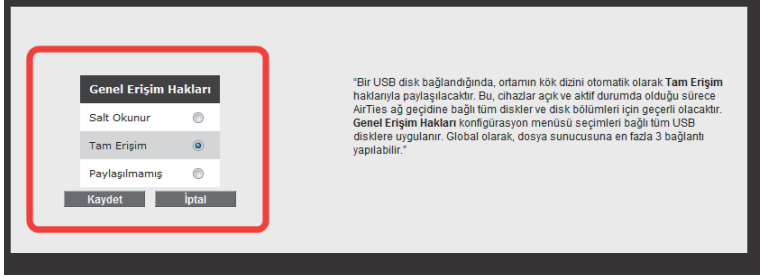 Genel Erişim Hakları
Salt Okunur
Tam Erişim
Paylaşılmamış
Kaydet İptal
"Bir USB disk bağlandığında, ortamın kök dizini otomatik olarak Tam Erişim
haklarıyla paylaşılacaktır. Bu, cihazlar açık ve aktif durumda olduğu sürece
AirTies ağ geçidine bağlı tüm diskler ve disk bölümleri için geçerli olacaktır.
Genel Erişim Hakları konfigürasyon menüsü seçimleri bağlı tüm USB
disklere uygulanır. Global olarak, dosya sunucusuna en fazla 3 bağlantı
yapılabilir."